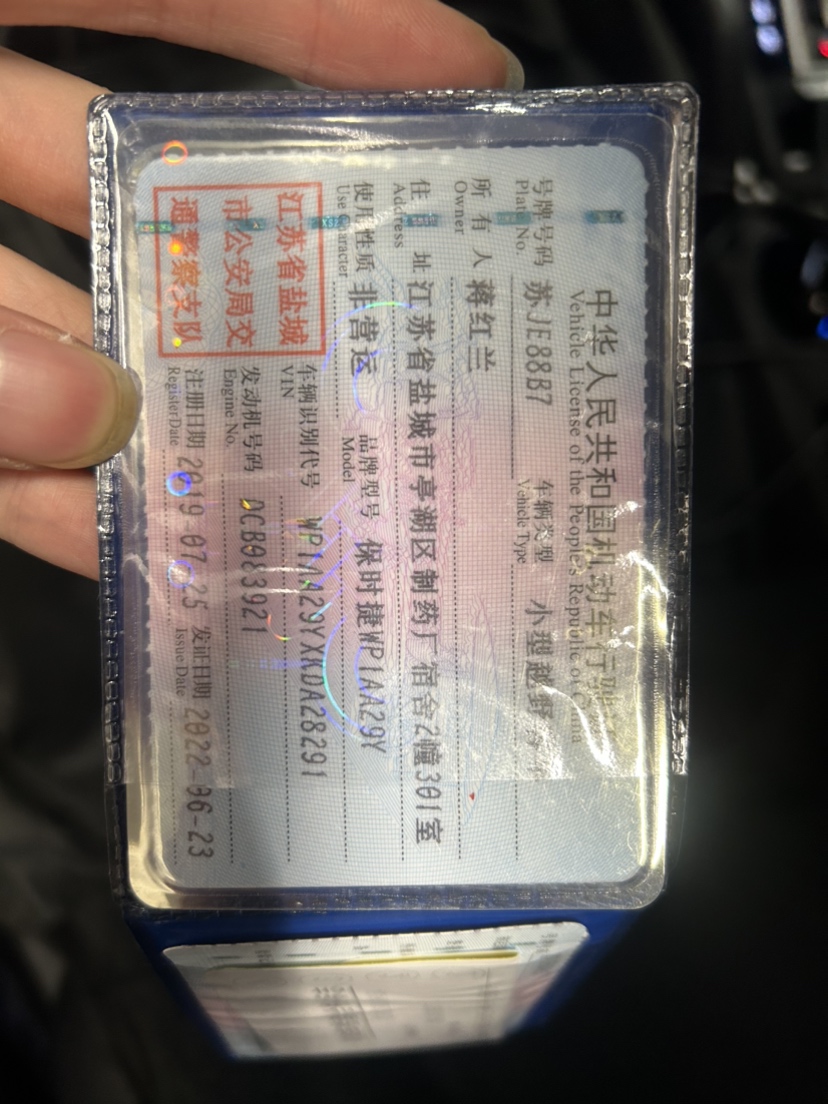 中华人民共和国机动车行驶
Vehicle License of the People's Republic of China
号牌号码 苏JE88B7 车辆类型 小型越野
Plate No. Vehicle Type
所有人 蒋红兰
Owner
住址 江苏省盐城市亭湖区制药厂宿舍2幢301室
Address
使用性质 非营运 品牌型号 保时捷WP1AA29Y
Use Character Model
江苏省盐城
市公安局交
通警察支队
车辆识别代号 WP1AA29YXKDA28291
VIN
发动机号码 DCB083921
Engine No.
注册日期 2019-07-25 发证日期 2022-06-23
Register Date Issue Date